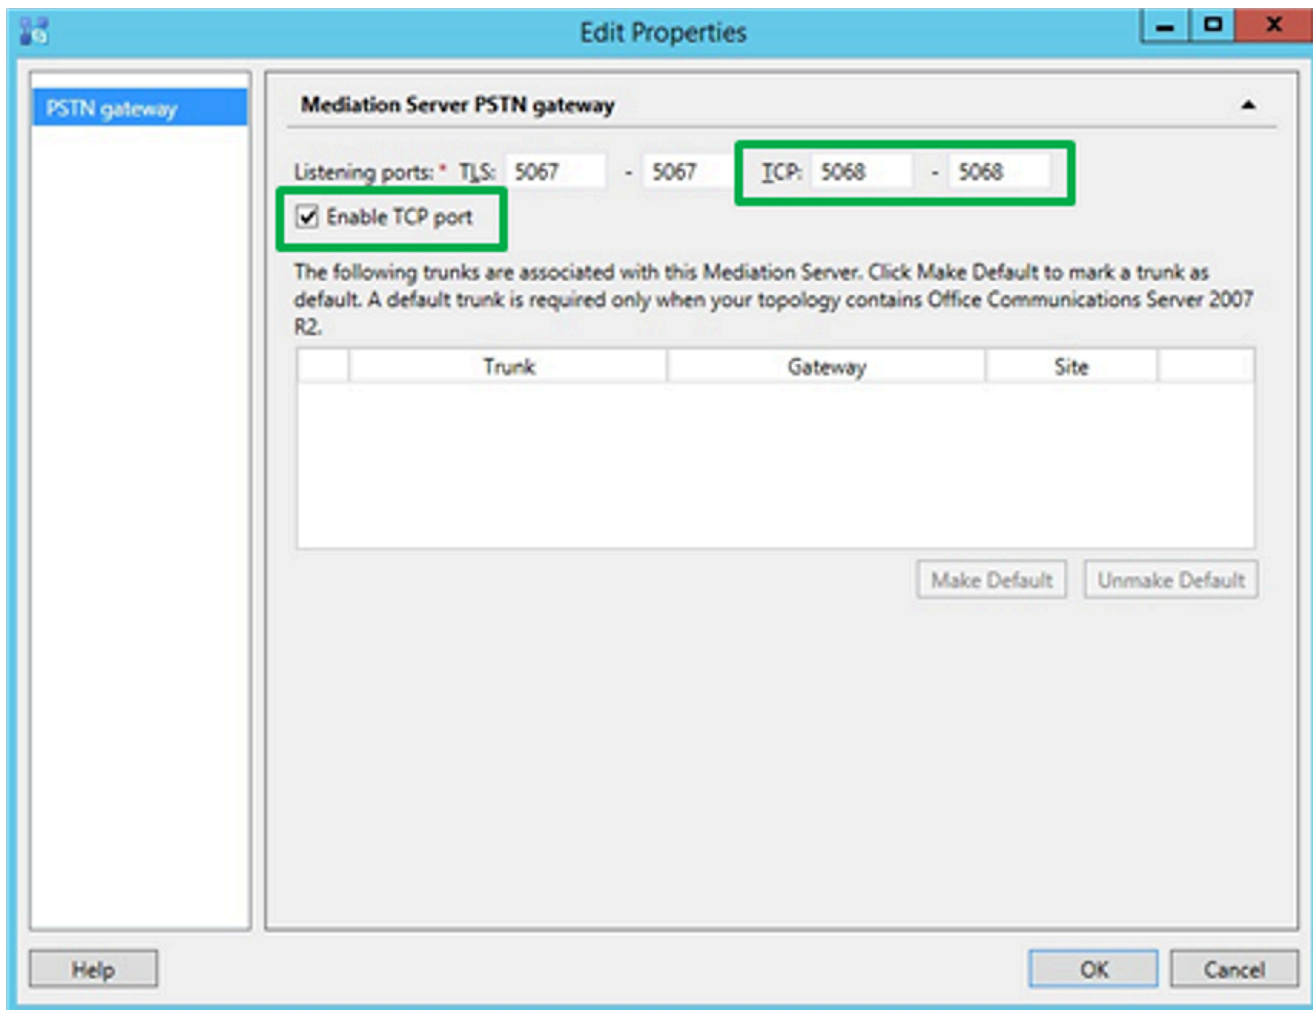 Edit Properties
PSTN gateway
Mediation Server PSTN gateway
Listening ports: * TLS: 5067 - 5067 TCP: 5068 - 5068
Enable TCP port
The following trunks are associated with this Mediation Server. Click Make Default to mark a trunk as
default. A default trunk is required only when your topology contains Office Communications Server 2007
R2.
Trunk Gateway Site
Make Default Unmake Default
Help OK Cancel